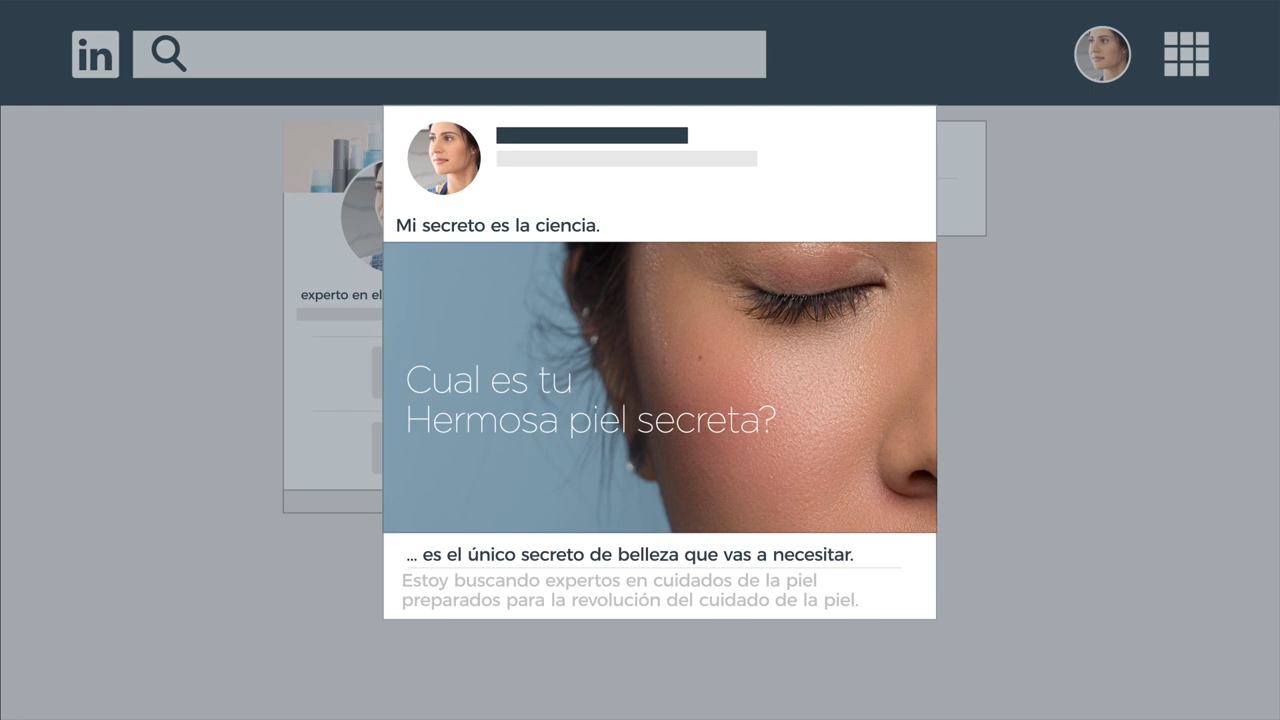 in
Mi secreto es la ciencia.
experto en el
Cual es tu
Hermosa piel secreta?
... es el único secreto de belleza que vas a necesitar.
Estoy buscando expertos en cuidados de la piel
preparados para la revolución del cuidado de la piel.